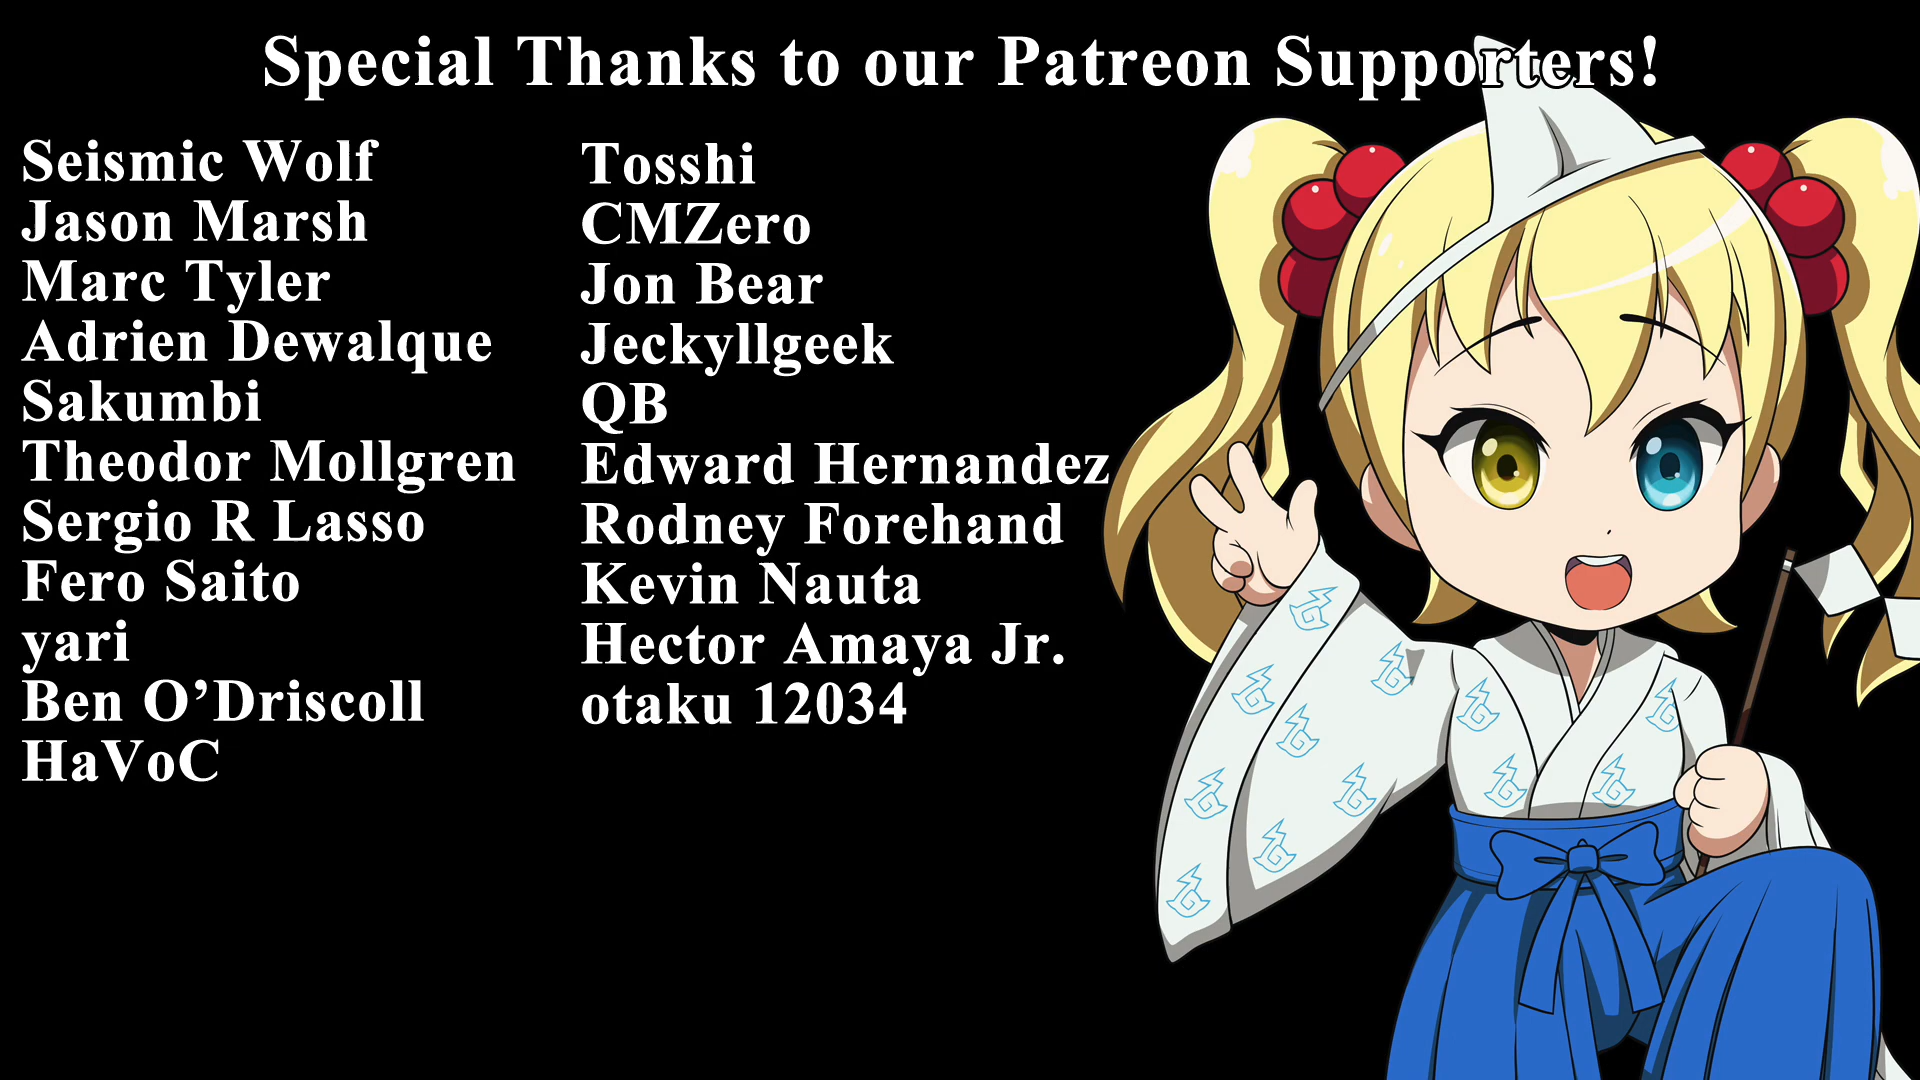 Special Thanks to our Patreon Supporters!
Seismic Wolf
Jason Marsh
Marc Tyler
Adrien Dewalque
Sakumbi
Theodor Mollgren
Sergio R Lasso
Fero Saito
yari
Ben O’Driscoll
HaVoC
Tosshi
CMZero
Jon Bear
Jeckyllgeek
QB
Edward Hernandez
Rodney Forehand
Kevin Nauta
Hector Amaya Jr.
otaku 12034